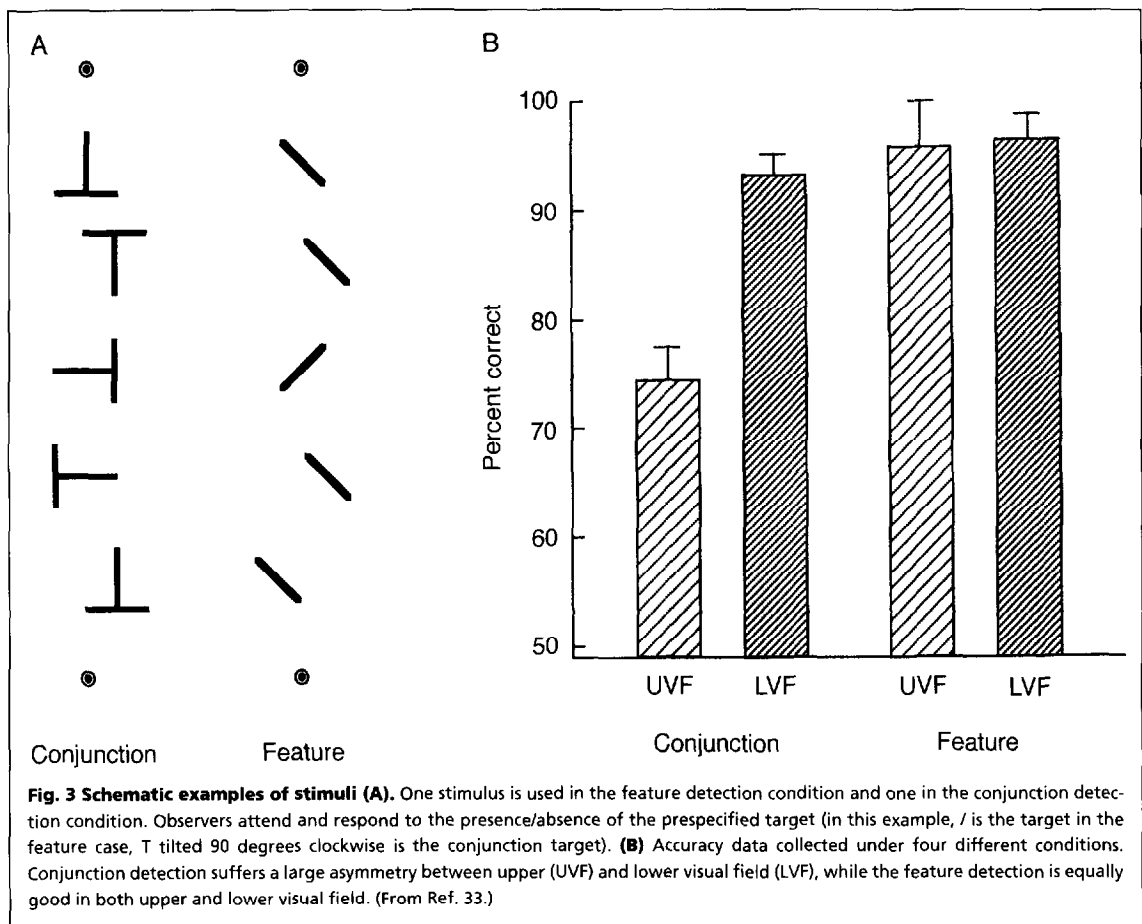 A
B
100
90
80
70
60
50
Percent correct
UVF LVF UVF LVF
Conjunction Feature
Conjunction Feature
Fig. 3 Schematic examples of stimuli (A). One stimulus is used in the feature detection condition and one in the conjunction detec-
tion condition. Observers attend and respond to the presence/absence of the prespecified target (in this example, / is the target in the
feature case, T tilted 90 degrees clockwise is the conjunction target). (B) Accuracy data collected under four different conditions.
Conjunction detection suffers a large asymmetry between upper (UVF) and lower visual field (LVF), while the feature detection is equally
good in both upper and lower visual field. (From Ref. 33.)